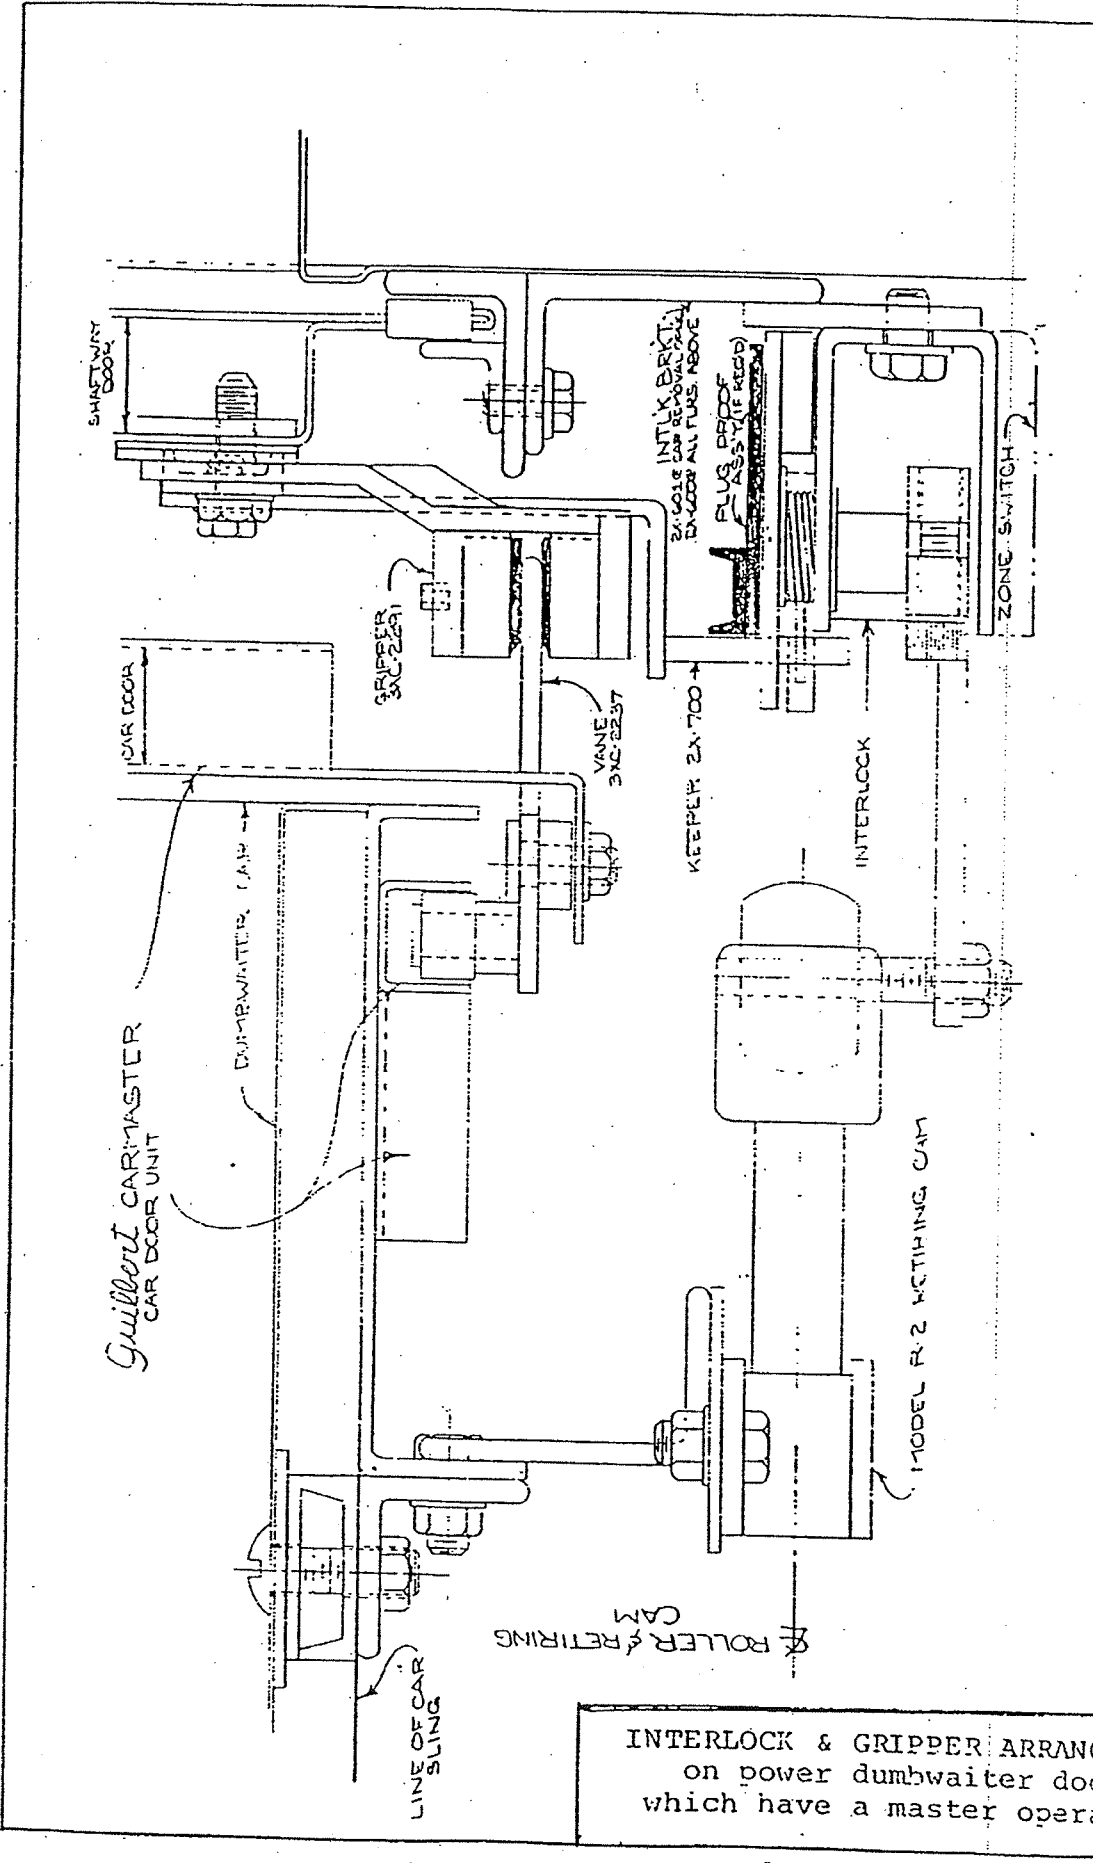 SHAFTWAY
DOOR
CAR DOOR
GRIPPER
3XC-2291
INTLK. BRKT.
PLUG PROOF
ASS'Y (IF REQ'D)
VANE
3XC-2237
KEEPER 2X-700
INTERLOCK
ZONE SWITCH
DUMBWAITER CAR
Guilbert CARMASTER
CAR DOOR UNIT
MODEL R-2 RETIRING CAM
℄ ROLLER & RETIRING
CAM
LINE OF CAR
SLING
INTERLOCK & GRIPPER ARRANG
on power dumbwaiter doo
which have a master opera